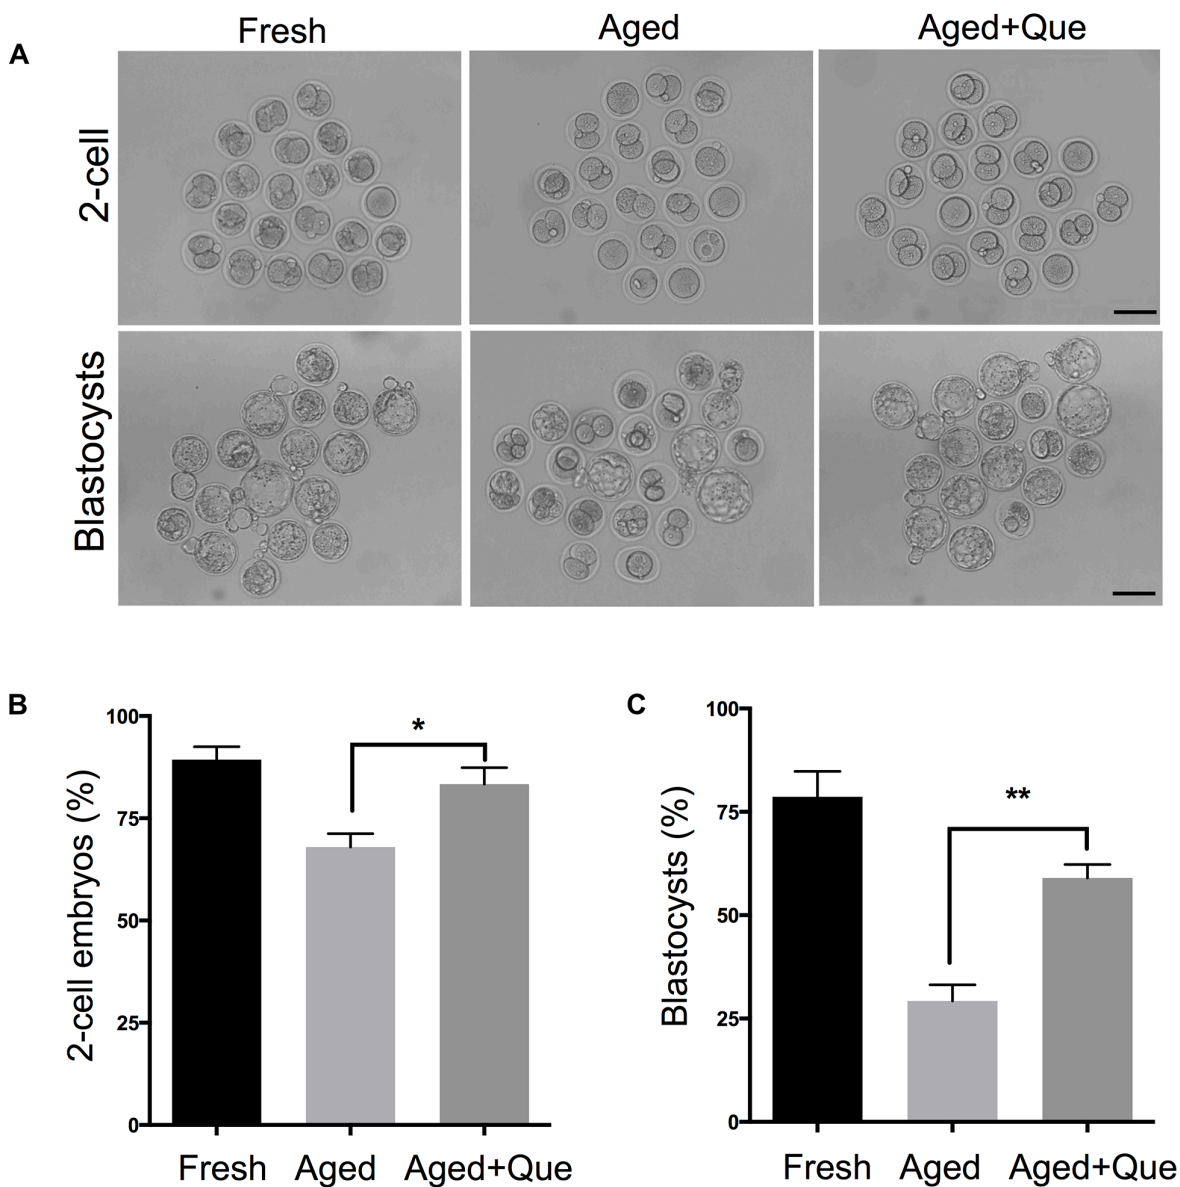 A
Fresh Aged Aged+Que
2-cell
Blastocysts
B
2-cell embryos (%)
100
75
50
25
0
*
Fresh Aged Aged+Que
C
Blastocysts (%)
100
75
50
25
0
**
Fresh Aged Aged+Que